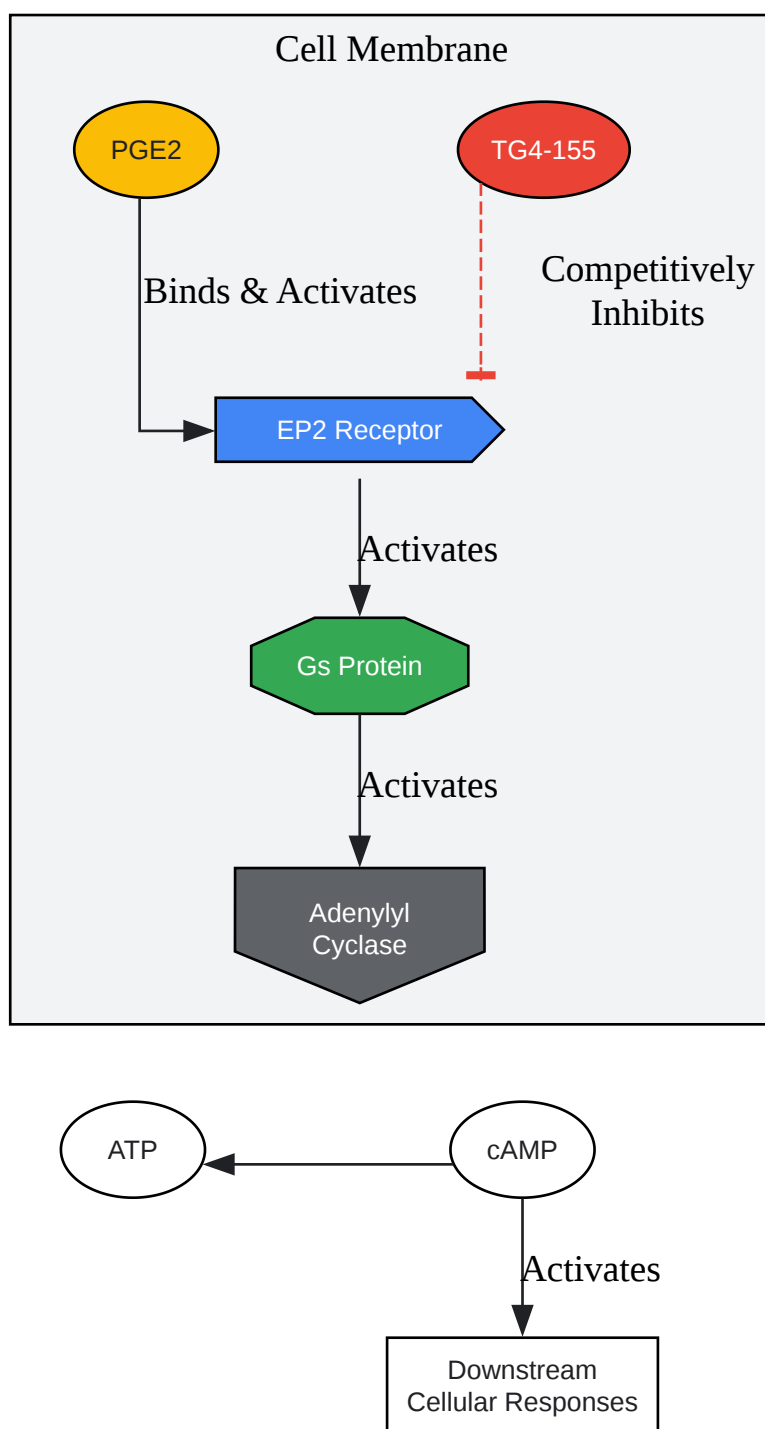 Cell Membrane
PGE2
TG4-155
Binds & Activates
Competitively
Inhibits
EP2 Receptor
Activates
Gs Protein
Activates
Adenylyl
Cyclase
ATP
cAMP
Activates
Downstream
Cellular Responses